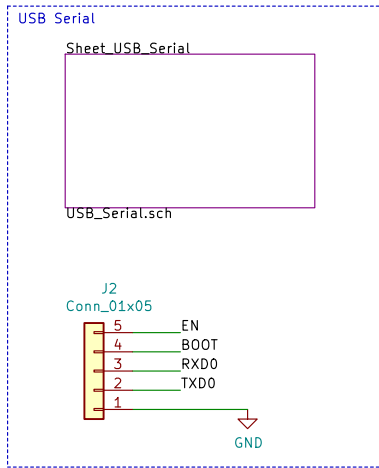 USB Serial
Sheet_USB_Serial
USB_Serial.sch
J2
Conn_01x05
5 EN
4 BOOT
3 RXD0
2 TXD0
1
GND